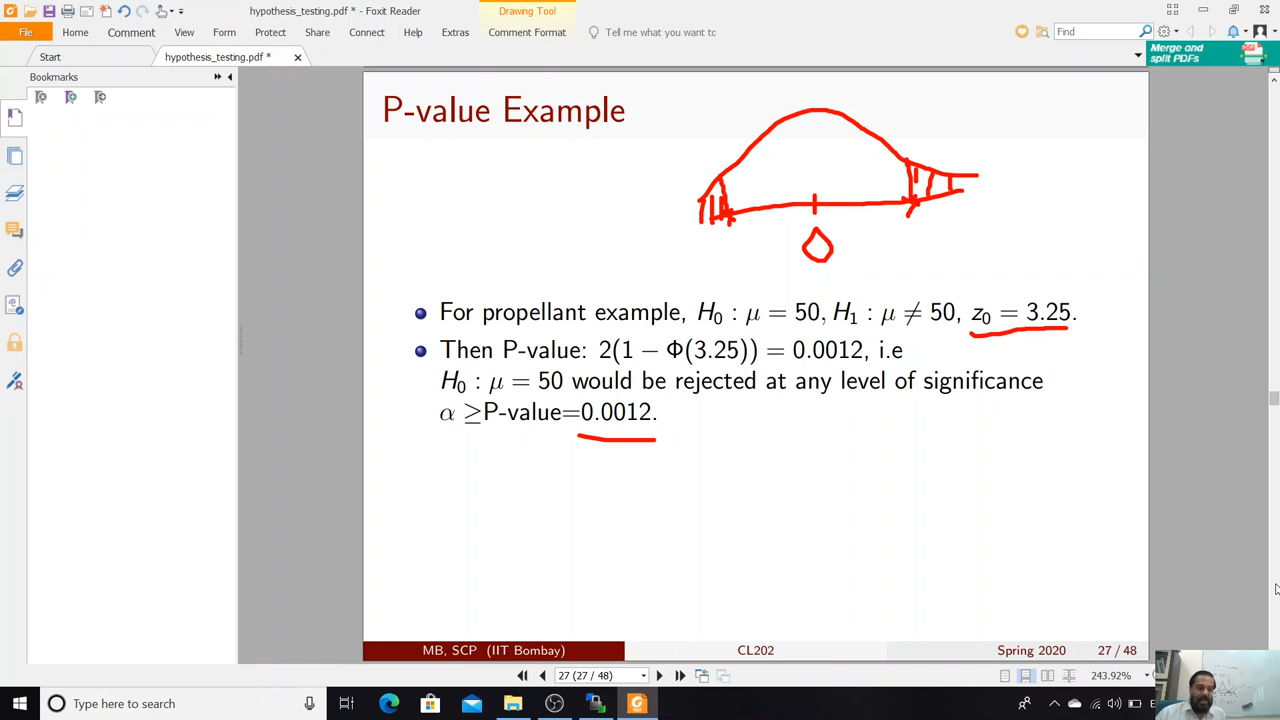 hypothesis_testing.pdf * - Foxit Reader
Drawing Tool
File Home Comment View Form Protect Share Connect Help Extras Comment Format Tell me what you want to c Find
Start hypothesis_testing.pdf *
Merge and
split PDFs
Bookmarks
P-value Example
0
For propellant example, H₀ : μ = 50, H₁ : μ ≠ 50, z₀ = 3.25.
Then P-value: 2(1 − Φ(3.25)) = 0.0012, i.e
H₀ : μ = 50 would be rejected at any level of significance
α ≥P-value=0.0012.
MB, SCP (IIT Bombay) CL202 Spring 2020 27 / 48
27 (27 / 48) 243.92%
Type here to search